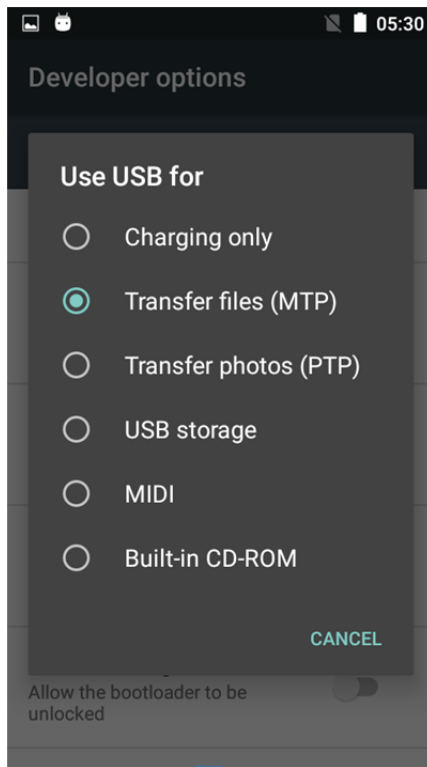 05:30
Developer options
Use USB for
Charging only
Transfer files (MTP)
Transfer photos (PTP)
USB storage
MIDI
Built-in CD-ROM
CANCEL
Allow the bootloader to be
unlocked